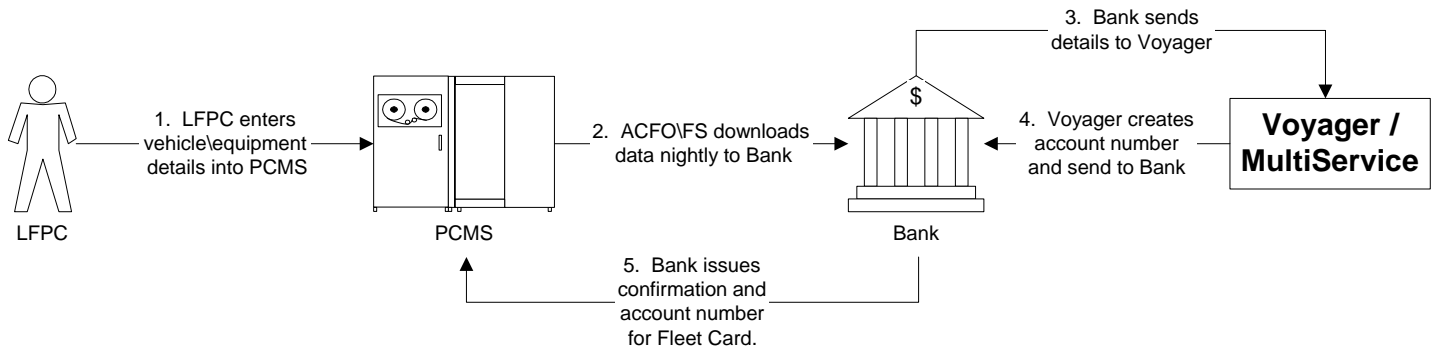 3. Bank sends
details to Voyager
$
1. LFPC enters
vehicle\equipment
details into PCMS
2. ACFO\FS downloads
data nightly to Bank
4. Voyager creates
account number
and send to Bank
Voyager /
MultiService
LFPC
PCMS
Bank
5. Bank issues
confirmation and
account number
for Fleet Card.